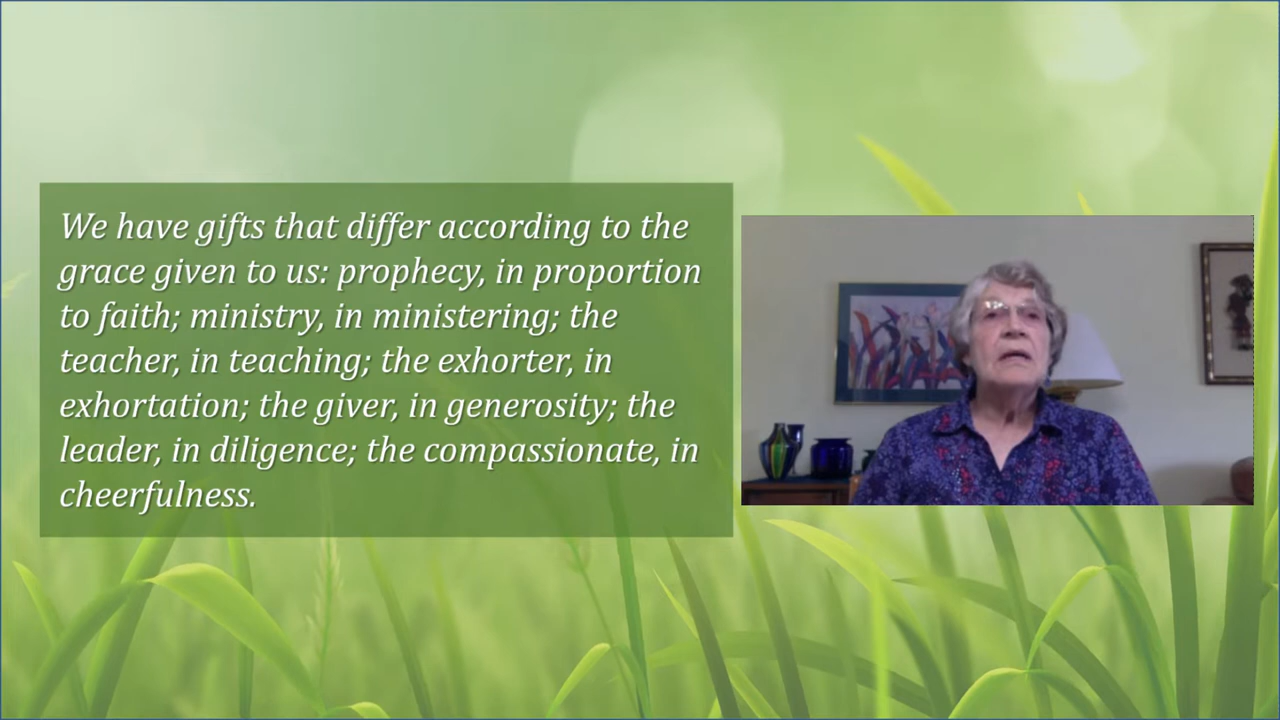 We have gifts that differ according to the
grace given to us: prophecy, in proportion
to faith; ministry, in ministering; the
teacher, in teaching; the exhorter, in
exhortation; the giver, in generosity; the
leader, in diligence; the compassionate, in
cheerfulness.